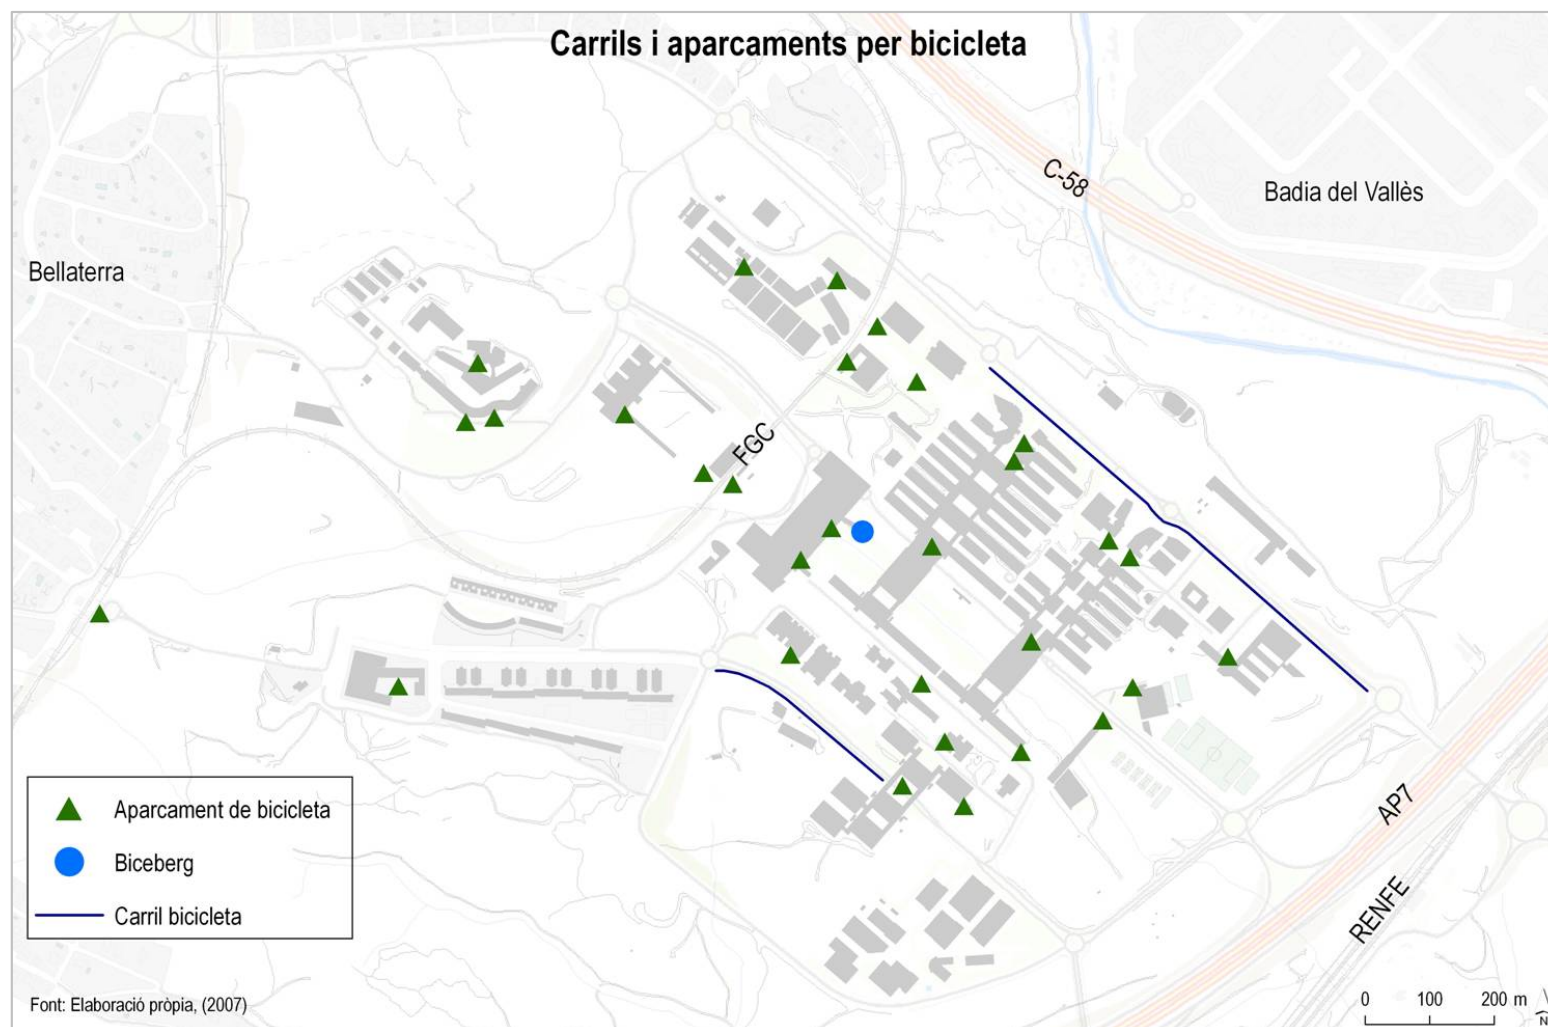 Carrils i aparcaments per bicicleta
C-58
Badia del Vallès
Bellaterra
FGC
AP7
RENFE
Aparcament de bicicleta
Biceberg
Carril bicicleta
Font: Elaboració pròpia, (2007)
0 100 200 m
N